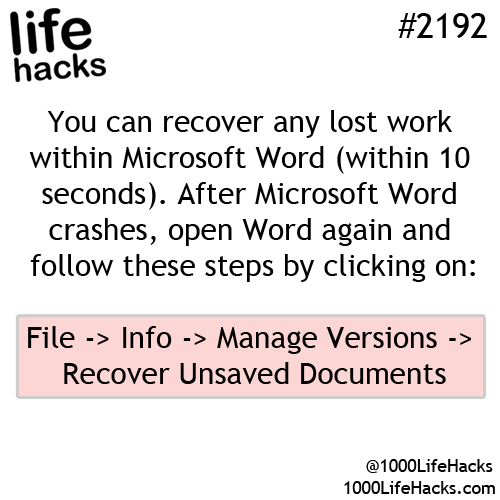 life
hacks
#2192
You can recover any lost work
within Microsoft Word (within 10
seconds). After Microsoft Word
crashes, open Word again and
follow these steps by clicking on:
File -> Info -> Manage Versions ->
Recover Unsaved Documents
@1000LifeHacks
1000LifeHacks.com